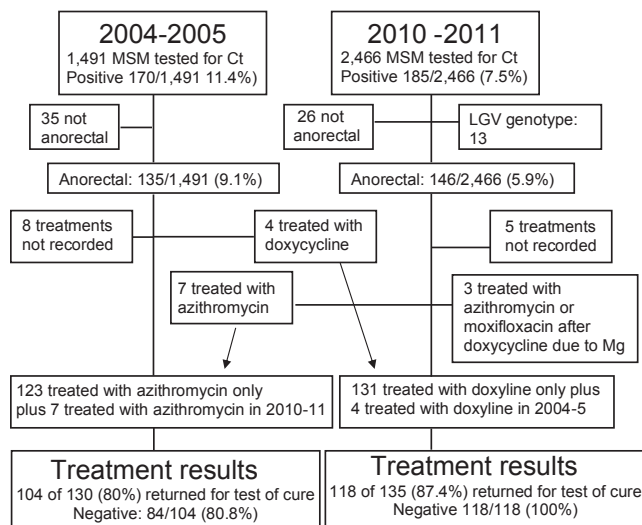 2004-2005
1,491 MSM tested for Ct
Positive 170/1,491 11.4%)
2010 -2011
2,466 MSM tested for Ct
Positive 185/2,466 (7.5%)
35 not
anorectal
26 not
anorectal
LGV genotype:
13
Anorectal: 135/1,491 (9.1%)
Anorectal: 146/2,466 (5.9%)
8 treatments
not recorded
4 treated with
doxycycline
5 treatments
not recorded
7 treated with
azithromycin
3 treated with
azithromycin or
moxifloxacin after
doxycycline due to Mg
123 treated with azithromycin only
plus 7 treated with azithromycin in 2010-11
131 treated with doxyline only plus
4 treated with doxyline in 2004-5
Treatment results
104 of 130 (80%) returned for test of cure
Negative: 84/104 (80.8%)
Treatment results
118 of 135 (87.4%) returned for test of cure
Negative 118/118 (100%)